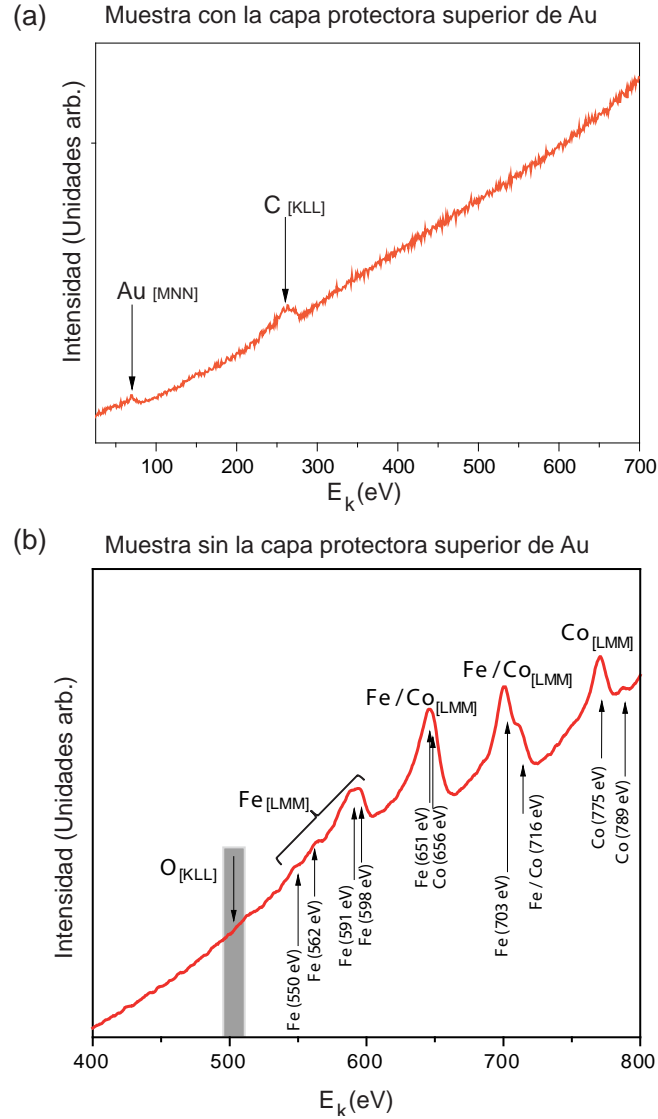 (a)
Muestra con la capa protectora superior de Au
Intensidad (Unidades arb.)
Au [MNN]
C [KLL]
100 200 300 400 500 600 700
E_k(eV)
(b)
Muestra sin la capa protectora superior de Au
Intensidad (Unidades arb.)
O[KLL]
Fe[LMM]
Fe/Co[LMM]
Fe/Co[LMM]
Co[LMM]
Fe (550 eV)
Fe (562 eV)
Fe (591 eV)
Fe (598 eV)
Fe (651 eV)
Co (656 eV)
Fe (703 eV)
Fe / Co (716 eV)
Co (775 eV)
Co (789 eV)
400 500 600 700 800
E_k(eV)